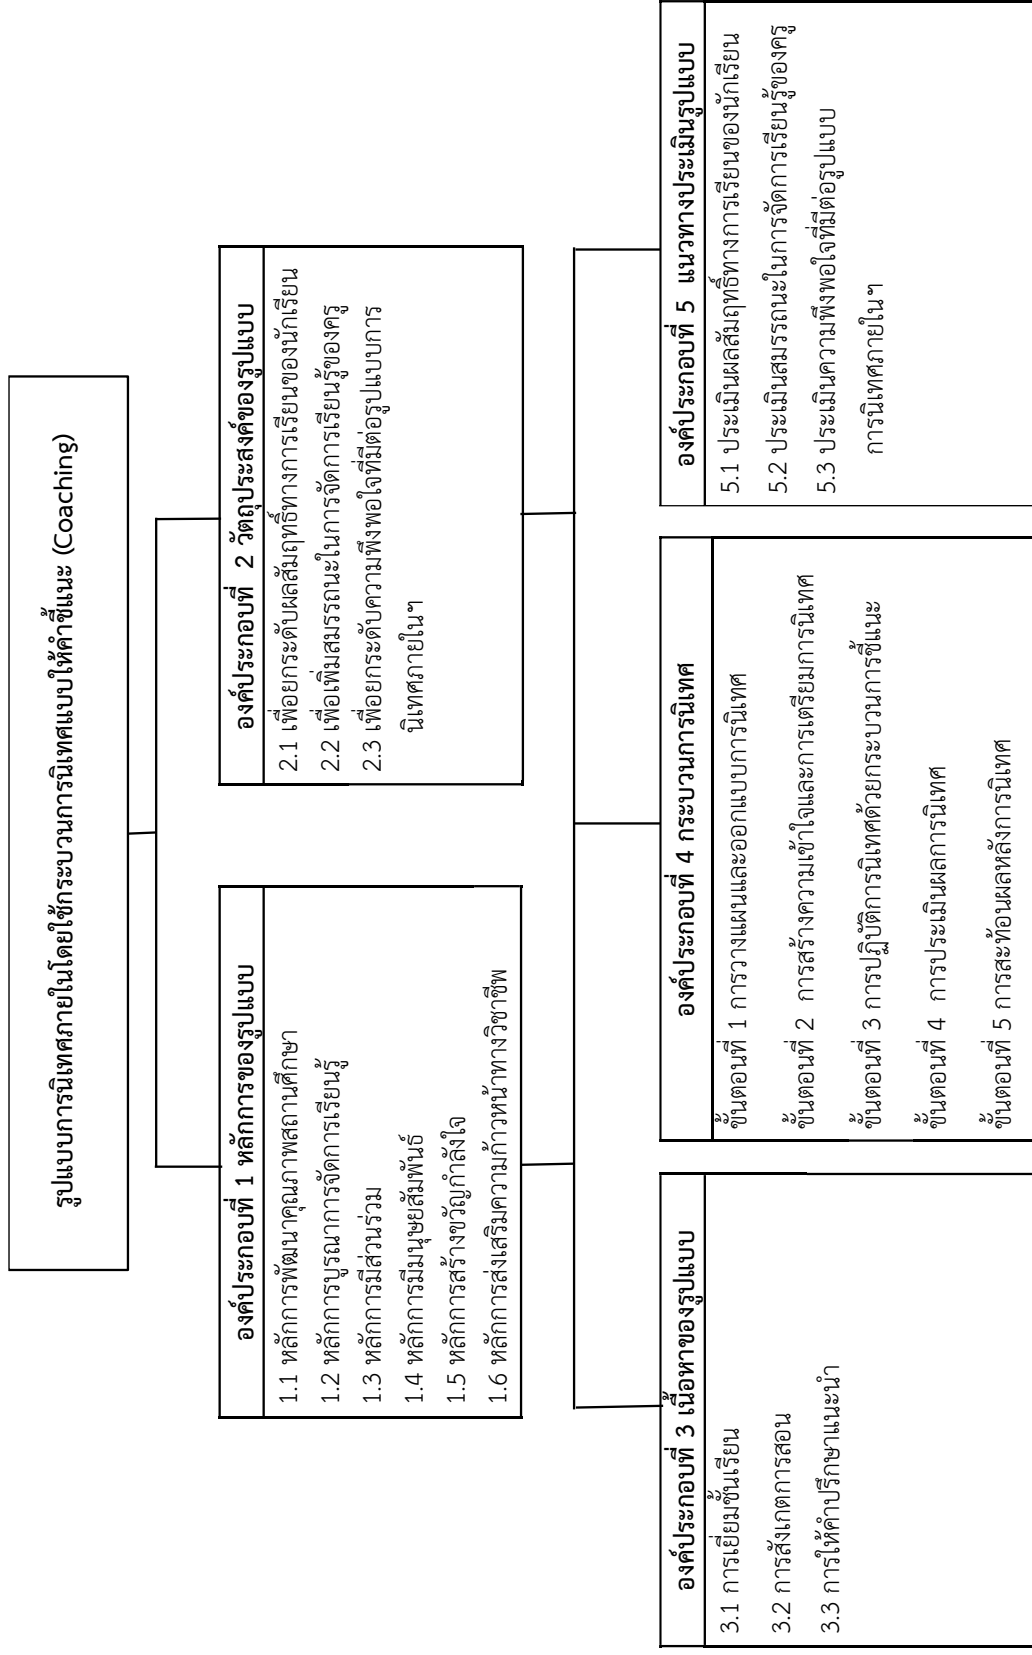 รูปแบบการนิเทศภายในโดยใช้กระบวนการนิเทศแบบให้คำชี้แนะ (Coaching)
องค์ประกอบที่ 1 หลักการของรูปแบบ
1.1 หลักการพัฒนาคุณภาพสถานศึกษา
1.2 หลักการบูรณาการจัดการเรียนรู้
1.3 หลักการมีส่วนร่วม
1.4 หลักการมีมนุษยสัมพันธ์
1.5 หลักการสร้างขวัญกำลังใจ
1.6 หลักการส่งเสริมความก้าวหน้าทางวิชาชีพ
องค์ประกอบที่ 2 วัตถุประสงค์ของรูปแบบ
2.1 เพื่อยกระดับผลสัมฤทธิ์ทางการเรียนของนักเรียน
2.2 เพื่อเพิ่มสมรรถนะในการจัดการเรียนรู้ของครู
2.3 เพื่อยกระดับความพึงพอใจที่มีต่อรูปแบบการ
นิเทศภายในฯ
องค์ประกอบที่ 3 เนื้อหาของรูปแบบ
3.1 การเยี่ยมชั้นเรียน
3.2 การสังเกตการสอน
3.3 การให้คำปรึกษาแนะนำ
องค์ประกอบที่ 4 กระบวนการนิเทศ
ขั้นตอนที่ 1 การวางแผนและออกแบบการนิเทศ
ขั้นตอนที่ 2 การสร้างความเข้าใจและการเตรียมการนิเทศ
ขั้นตอนที่ 3 การปฏิบัติการนิเทศด้วยกระบวนการชี้แนะ
ขั้นตอนที่ 4 การประเมินผลการนิเทศ
ขั้นตอนที่ 5 การสะท้อนผลหลังการนิเทศ
องค์ประกอบที่ 5 แนวทางประเมินรูปแบบ
5.1 ประเมินผลสัมฤทธิ์ทางการเรียนของนักเรียน
5.2 ประเมินสมรรถนะในการจัดการเรียนรู้ของครู
5.3 ประเมินความพึงพอใจที่มีต่อรูปแบบ
การนิเทศภายในฯ